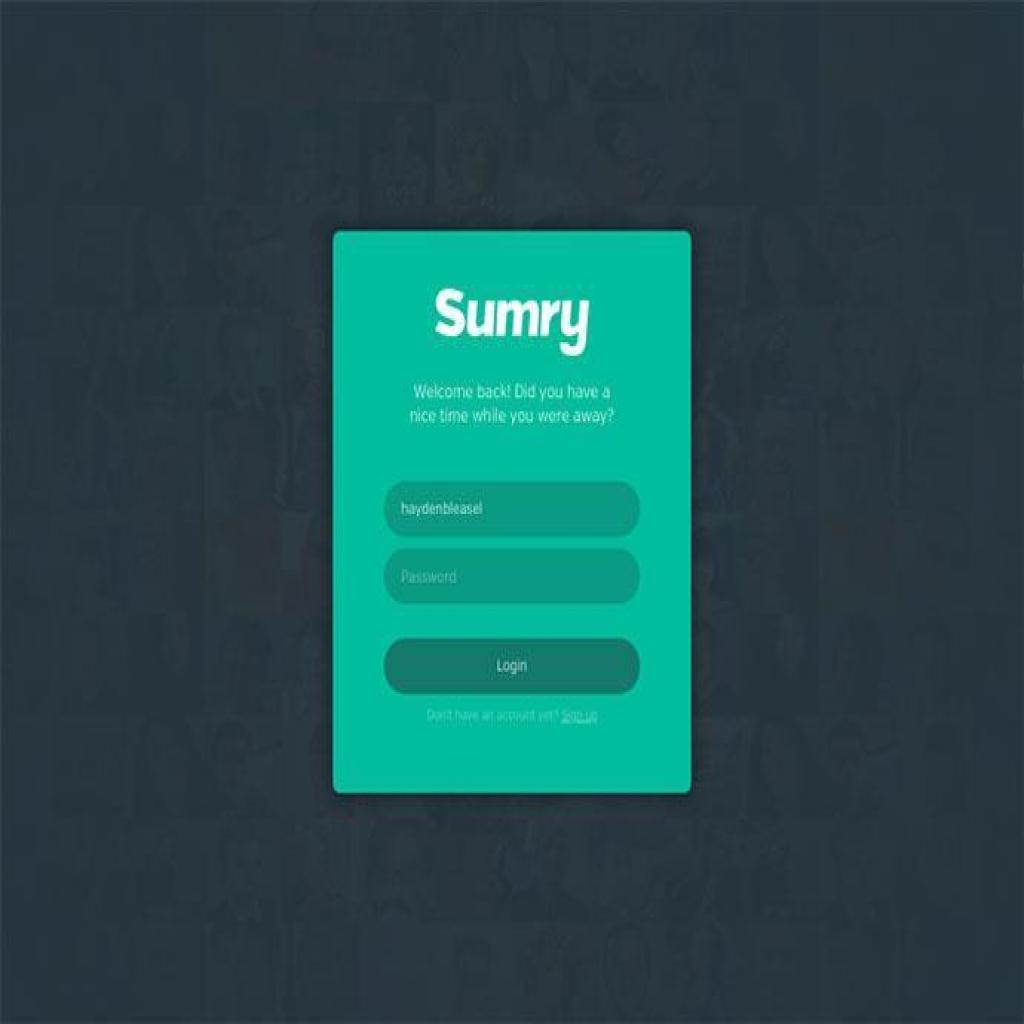 Sumry
Welcome back! Did you have a
nice time while you were away?
haydenbleasel
Password
Login
Don't have an account yet? Sign up